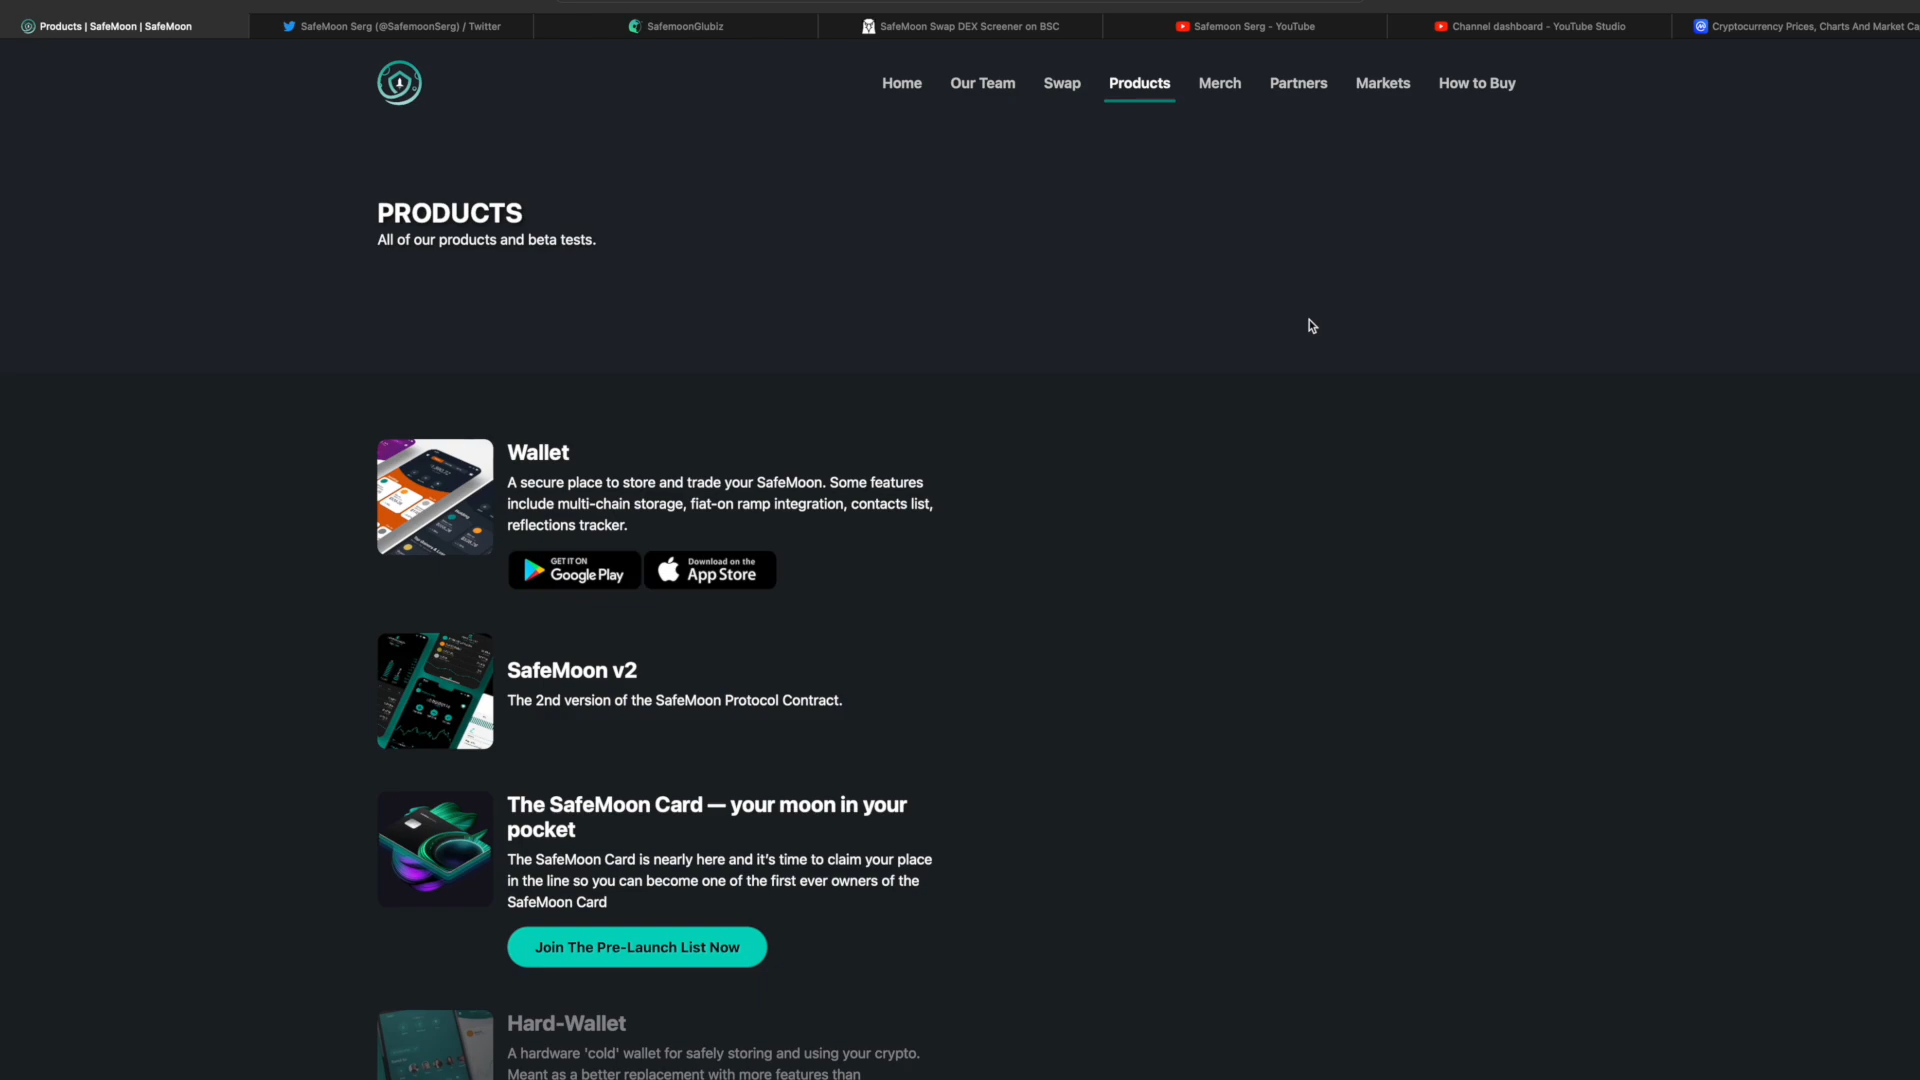 Products | SafeMoon | SafeMoon
SafeMoon Serg (@SafemoonSerg) / Twitter
SafemoonGlubiz
SafeMoon Swap DEX Screener on BSC
Safemoon Serg - YouTube
Channel dashboard - YouTube Studio
Cryptocurrency Prices, Charts And Market Ca
Home
Our Team
Swap
Products
Merch
Partners
Markets
How to Buy
PRODUCTS
All of our products and beta tests.
Wallet
A secure place to store and trade your SafeMoon. Some features
include multi-chain storage, fiat-on ramp integration, contacts list,
reflections tracker.
GET IT ON
Google Play
Download on the
App Store
SafeMoon v2
The 2nd version of the SafeMoon Protocol Contract.
The SafeMoon Card — your moon in your
pocket
The SafeMoon Card is nearly here and it's time to claim your place
in the line so you can become one of the first ever owners of the
SafeMoon Card
Join The Pre-Launch List Now
Hard-Wallet
A hardware 'cold' wallet for safely storing and using your crypto.
Meant as a better replacement with more features than